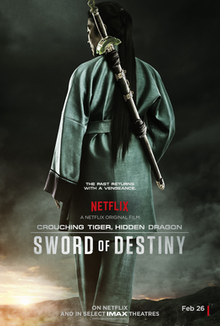 THE PAST RETURNS
WITH A VENGEANCE.
NETFLIX
A NETFLIX ORIGINAL FILM
CROUCHING TIGER, HIDDEN DRAGON
SWORD OF DESTINY
ON NETFLIX
AND IN SELECT IMAX THEATRES
Feb 26